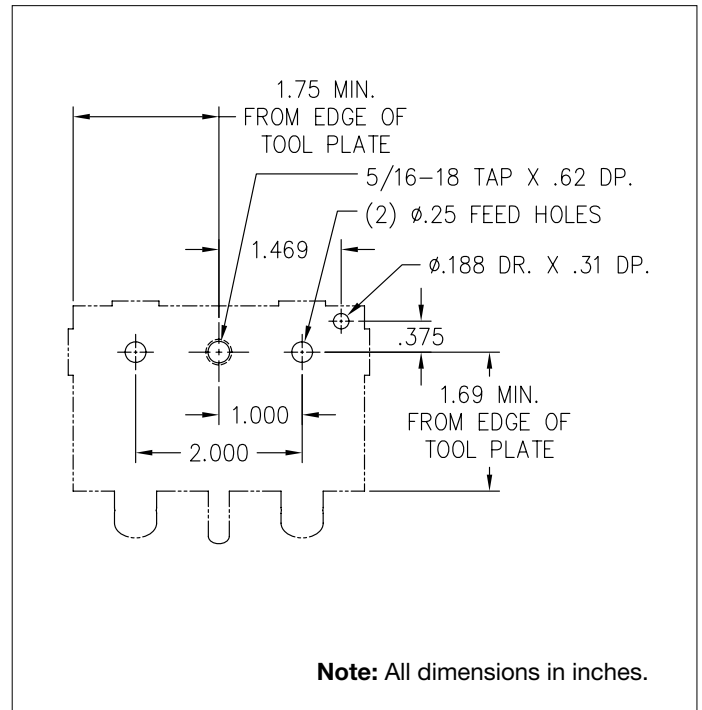 1.75 MIN.
FROM EDGE OF
TOOL PLATE
5/16-18 TAP X .62 DP.
(2) ø.25 FEED HOLES
1.469
ø.188 DR. X .31 DP.
.375
1.69 MIN.
FROM EDGE OF
TOOL PLATE
1.000
2.000
Note: All dimensions in inches.